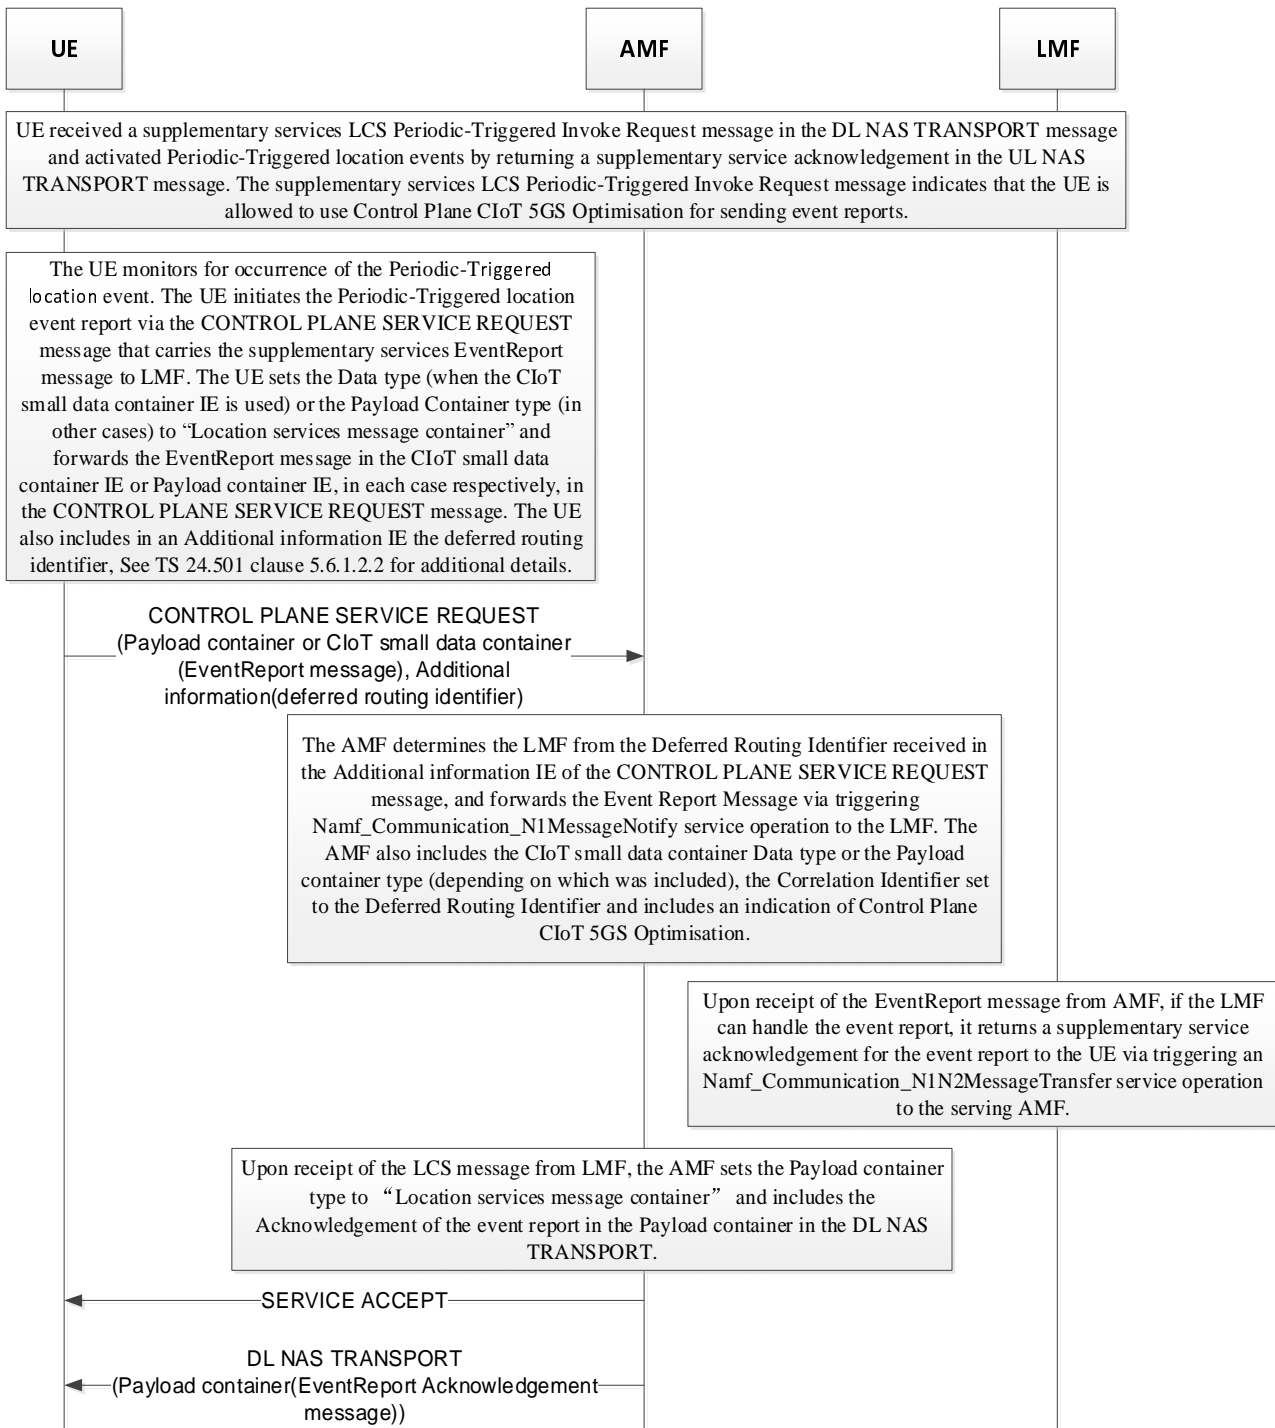 UE
AMF
LMF
UE received a supplementary services LCS Periodic-Triggered Invoke Request message in the DL NAS TRANSPORT message
and activated Periodic-Triggered location events by returning a supplementary service acknowledgement in the UL NAS
TRANSPORT message. The supplementary services LCS Periodic-Triggered Invoke Request message indicates that the UE is
allowed to use Control Plane CIoT 5GS Optimisation for sending event reports.
The UE monitors for occurrence of the Periodic-Triggered
location event. The UE initiates the Periodic-Triggered location
event report via the CONTROL PLANE SERVICE REQUEST
message that carries the supplementary services EventReport
message to LMF. The UE sets the Data type (when the CIoT
small data container IE is used) or the Payload Container type (in
other cases) to “Location services message container” and
forwards the EventReport message in the CIoT small data
container IE or Payload container IE, in each case respectively, in
the CONTROL PLANE SERVICE REQUEST message. The UE
also includes in an Additional information IE the deferred routing
identifier, See TS 24.501 clause 5.6.1.2.2 for additional details.
CONTROL PLANE SERVICE REQUEST
(Payload container or CIoT small data container
(EventReport message), Additional
information(deferred routing identifier)
The AMF determines the LMF from the Deferred Routing Identifier received in
the Additional information IE of the CONTROL PLANE SERVICE REQUEST
message, and forwards the Event Report Message via triggering
Namf_Communication_N1MessageNotify service operation to the LMF. The
AMF also includes the CIoT small data container Data type or the Payload
container type (depending on which was included), the Correlation Identifier set
to the Deferred Routing Identifier and includes an indication of Control Plane
CIoT 5GS Optimisation.
Upon receipt of the EventReport message from AMF, if the LMF
can handle the event report, it returns a supplementary service
acknowledgement for the event report to the UE via triggering an
Namf_Communication_N1N2MessageTransfer service operation
to the serving AMF.
Upon receipt of the LCS message from LMF, the AMF sets the Payload container
type to “Location services message container” and includes the
Acknowledgement of the event report in the Payload container in the DL NAS
TRANSPORT.
SERVICE ACCEPT
DL NAS TRANSPORT
(Payload container(EventReport Acknowledgement
message))